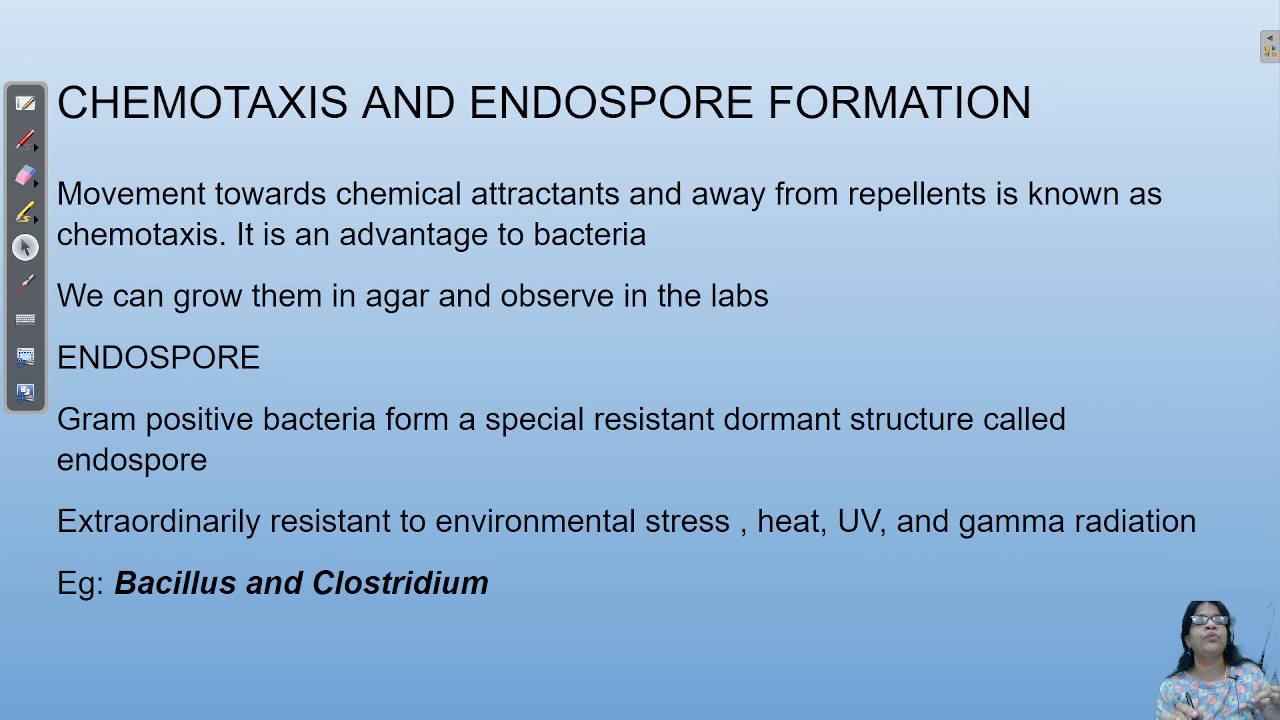 CHEMOTAXIS AND ENDOSPORE FORMATION
Movement towards chemical attractants and away from repellents is known as
chemotaxis. It is an advantage to bacteria
We can grow them in agar and observe in the labs
ENDOSPORE
Gram positive bacteria form a special resistant dormant structure called
endospore
Extraordinarily resistant to environmental stress , heat, UV, and gamma radiation
Eg: Bacillus and Clostridium